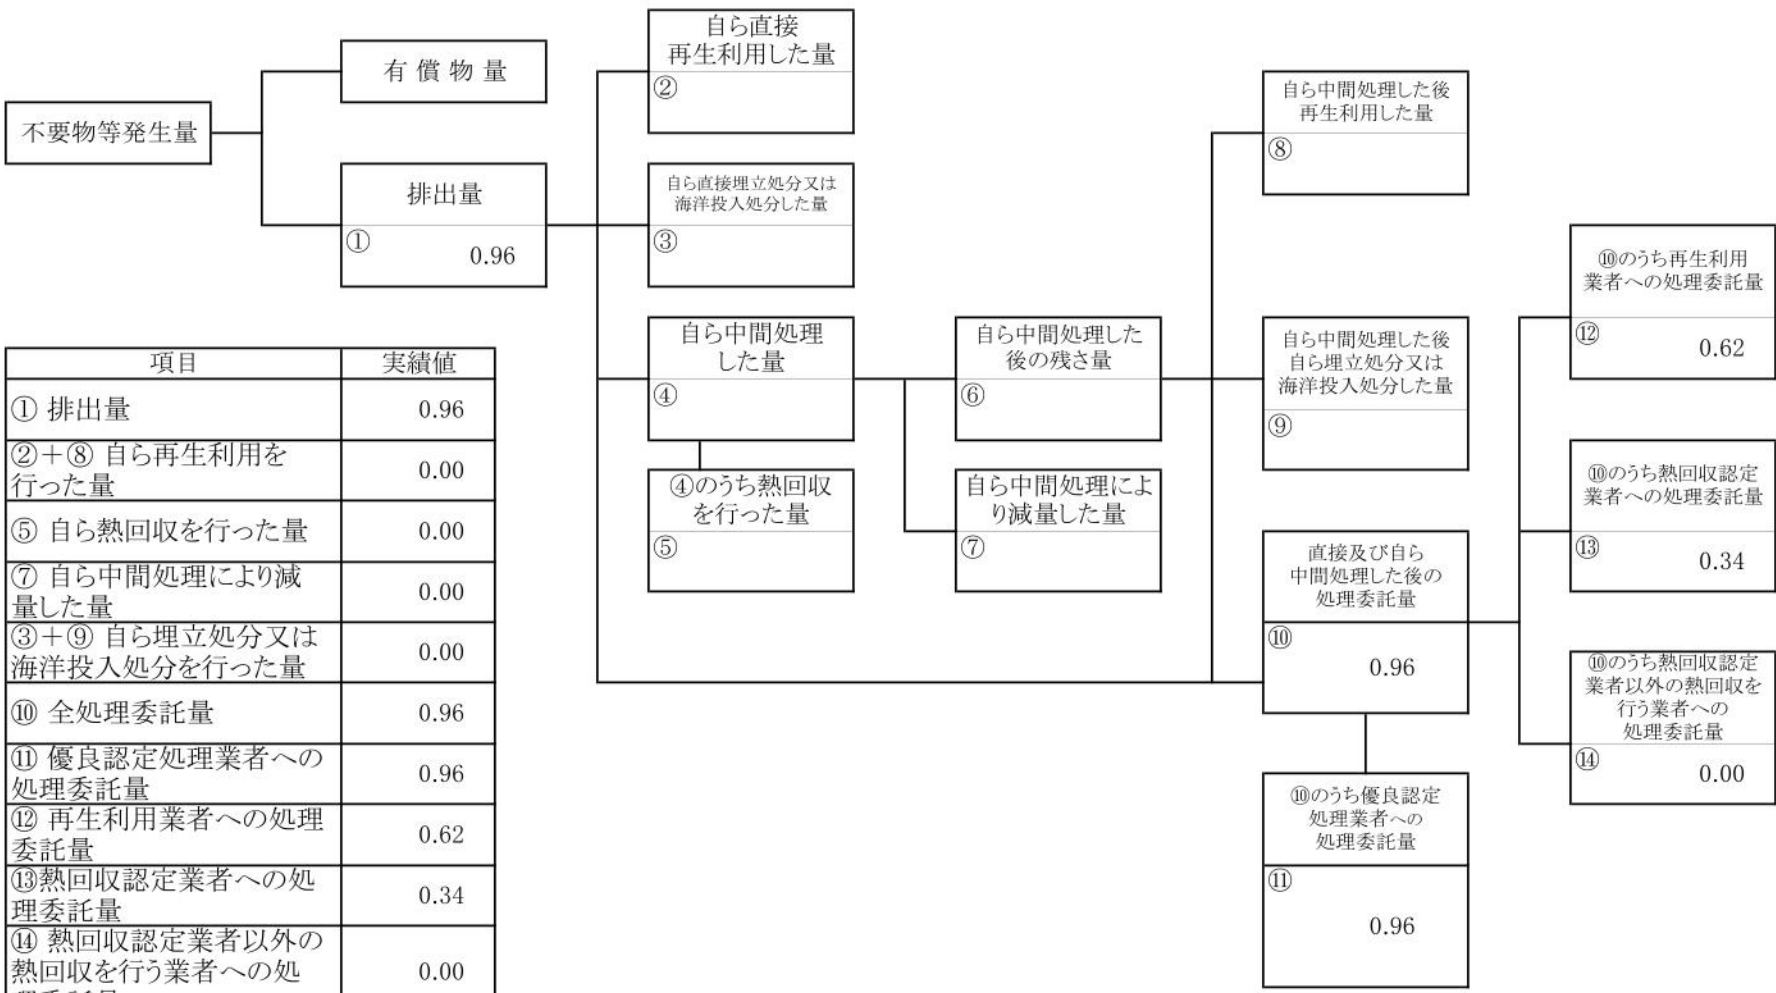 不要物等発生量
有 償 物 量
排出量
①
0.96
自ら直接
再生利用した量
②
自ら直接埋立処分又は
海洋投入処分した量
③
自ら中間処理
した量
④
④のうち熱回収
を行った量
⑤
自ら中間処理した
後の残さ量
⑥
自ら中間処理によ
り減量した量
⑦
自ら中間処理した後
再生利用した量
⑧
自ら中間処理した後
自ら埋立処分又は
海洋投入処分した量
⑨
直接及び自ら
中間処理した後の
処理委託量
⑩
0.96
⑩のうち優良認定
処理業者への
処理委託量
⑪
0.96
⑩のうち再生利用
業者への処理委託量
⑫
0.62
⑩のうち熱回収認定
業者への処理委託量
⑬
0.34
⑩のうち熱回収認定
業者以外の熱回収を
行う業者への
処理委託量
⑭
0.00
項目 実績値
① 排出量 0.96
②＋⑧ 自ら再生利用を
行った量 0.00
⑤ 自ら熱回収を行った量 0.00
⑦ 自ら中間処理により減
量した量 0.00
③＋⑨ 自ら埋立処分又は
海洋投入処分を行った量 0.00
⑩ 全処理委託量 0.96
⑪ 優良認定処理業者への
処理委託量 0.96
⑫ 再生利用業者への処理
委託量 0.62
⑬熱回収認定業者への処
理委託量 0.34
⑭ 熱回収認定業者以外の
熱回収を行う業者への処 0.00